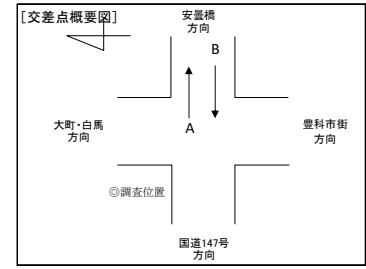 [交差点概要図]
安曇橋
方向
B
A
大町・白馬
方向
豊科市街
方向
◎調査位置
国道147号
方向